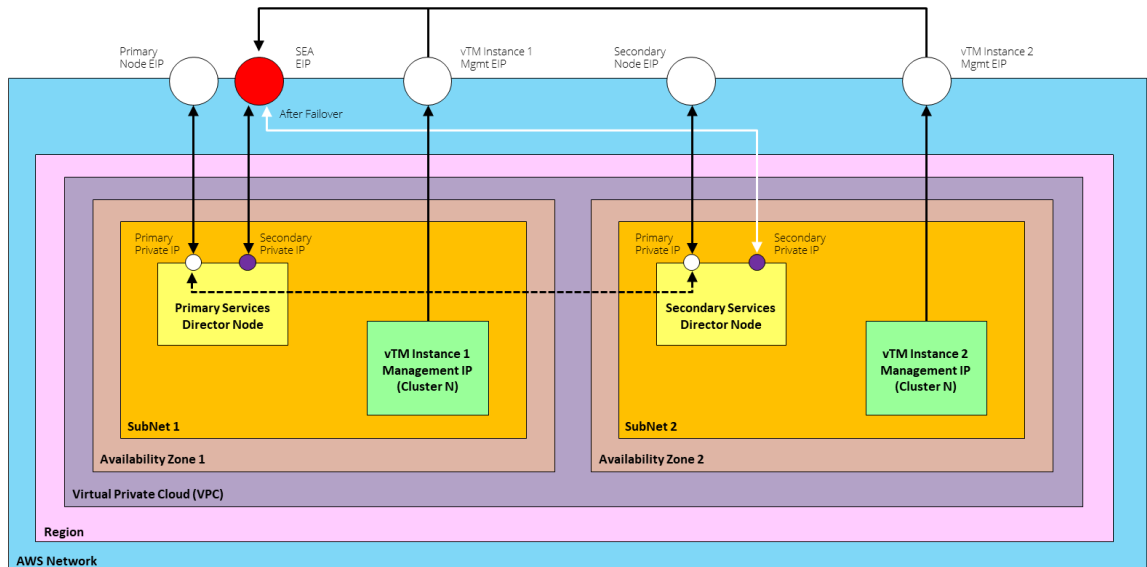 Primary
Node EIP
SEA
EIP
vTM Instance 1
Mgmt EIP
Secondary
Node EIP
vTM Instance 2
Mgmt EIP
After Failover
Primary
Private IP
Secondary
Private IP
Primary
Private IP
Secondary
Private IP
Primary Services
Director Node
Secondary Services
Director Node
vTM Instance 1
Management IP
(Cluster N)
vTM Instance 2
Management IP
(Cluster N)
SubNet 1
SubNet 2
Availability Zone 1
Availability Zone 2
Virtual Private Cloud (VPC)
Region
AWS Network